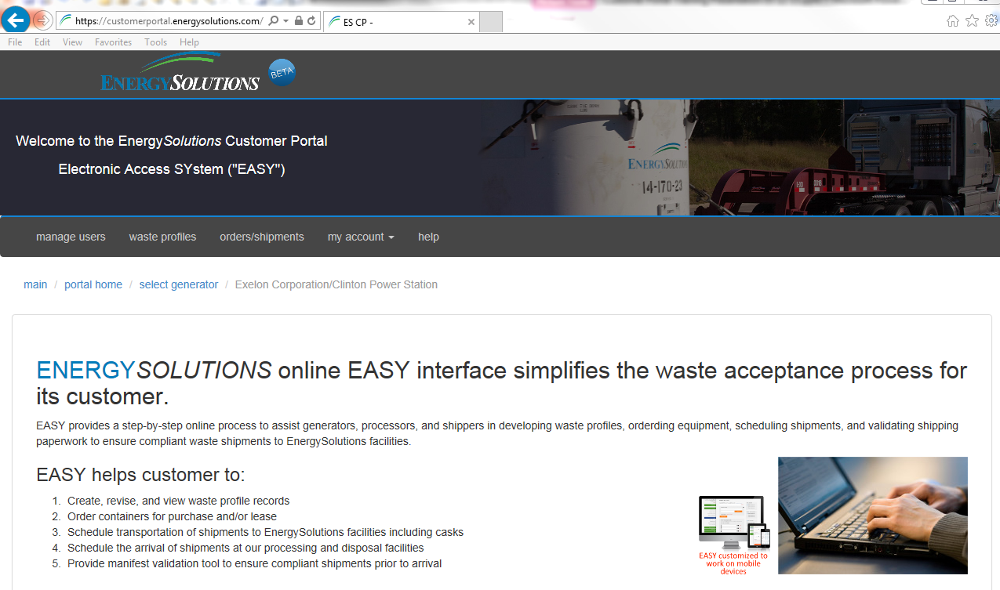 https://customerportal.energysolutions.com/
ES CP -
File Edit View Favorites Tools Help
ENERGYSOLUTIONS
BETA
Welcome to the EnergySolutions Customer Portal
Electronic Access SYstem ("EASY")
ENERGYSOLUTI
14-170-23
manage users waste profiles orders/shipments my account help
main / portal home / select generator / Exelon Corporation/Clinton Power Station
ENERGYSOLUTIONS online EASY interface simplifies the waste acceptance process for
its customer.
EASY provides a step-by-step online process to assist generators, processors, and shippers in developing waste profiles, orderding equipment, scheduling shipments, and validating shipping
paperwork to ensure compliant waste shipments to EnergySolutions facilities.
EASY helps customer to:
1. Create, revise, and view waste profile records
2. Order containers for purchase and/or lease
3. Schedule transportation of shipments to EnergySolutions facilities including casks
4. Schedule the arrival of shipments at our processing and disposal facilities
5. Provide manifest validation tool to ensure compliant shipments prior to arrival
EASY customized to
work on mobile
devices